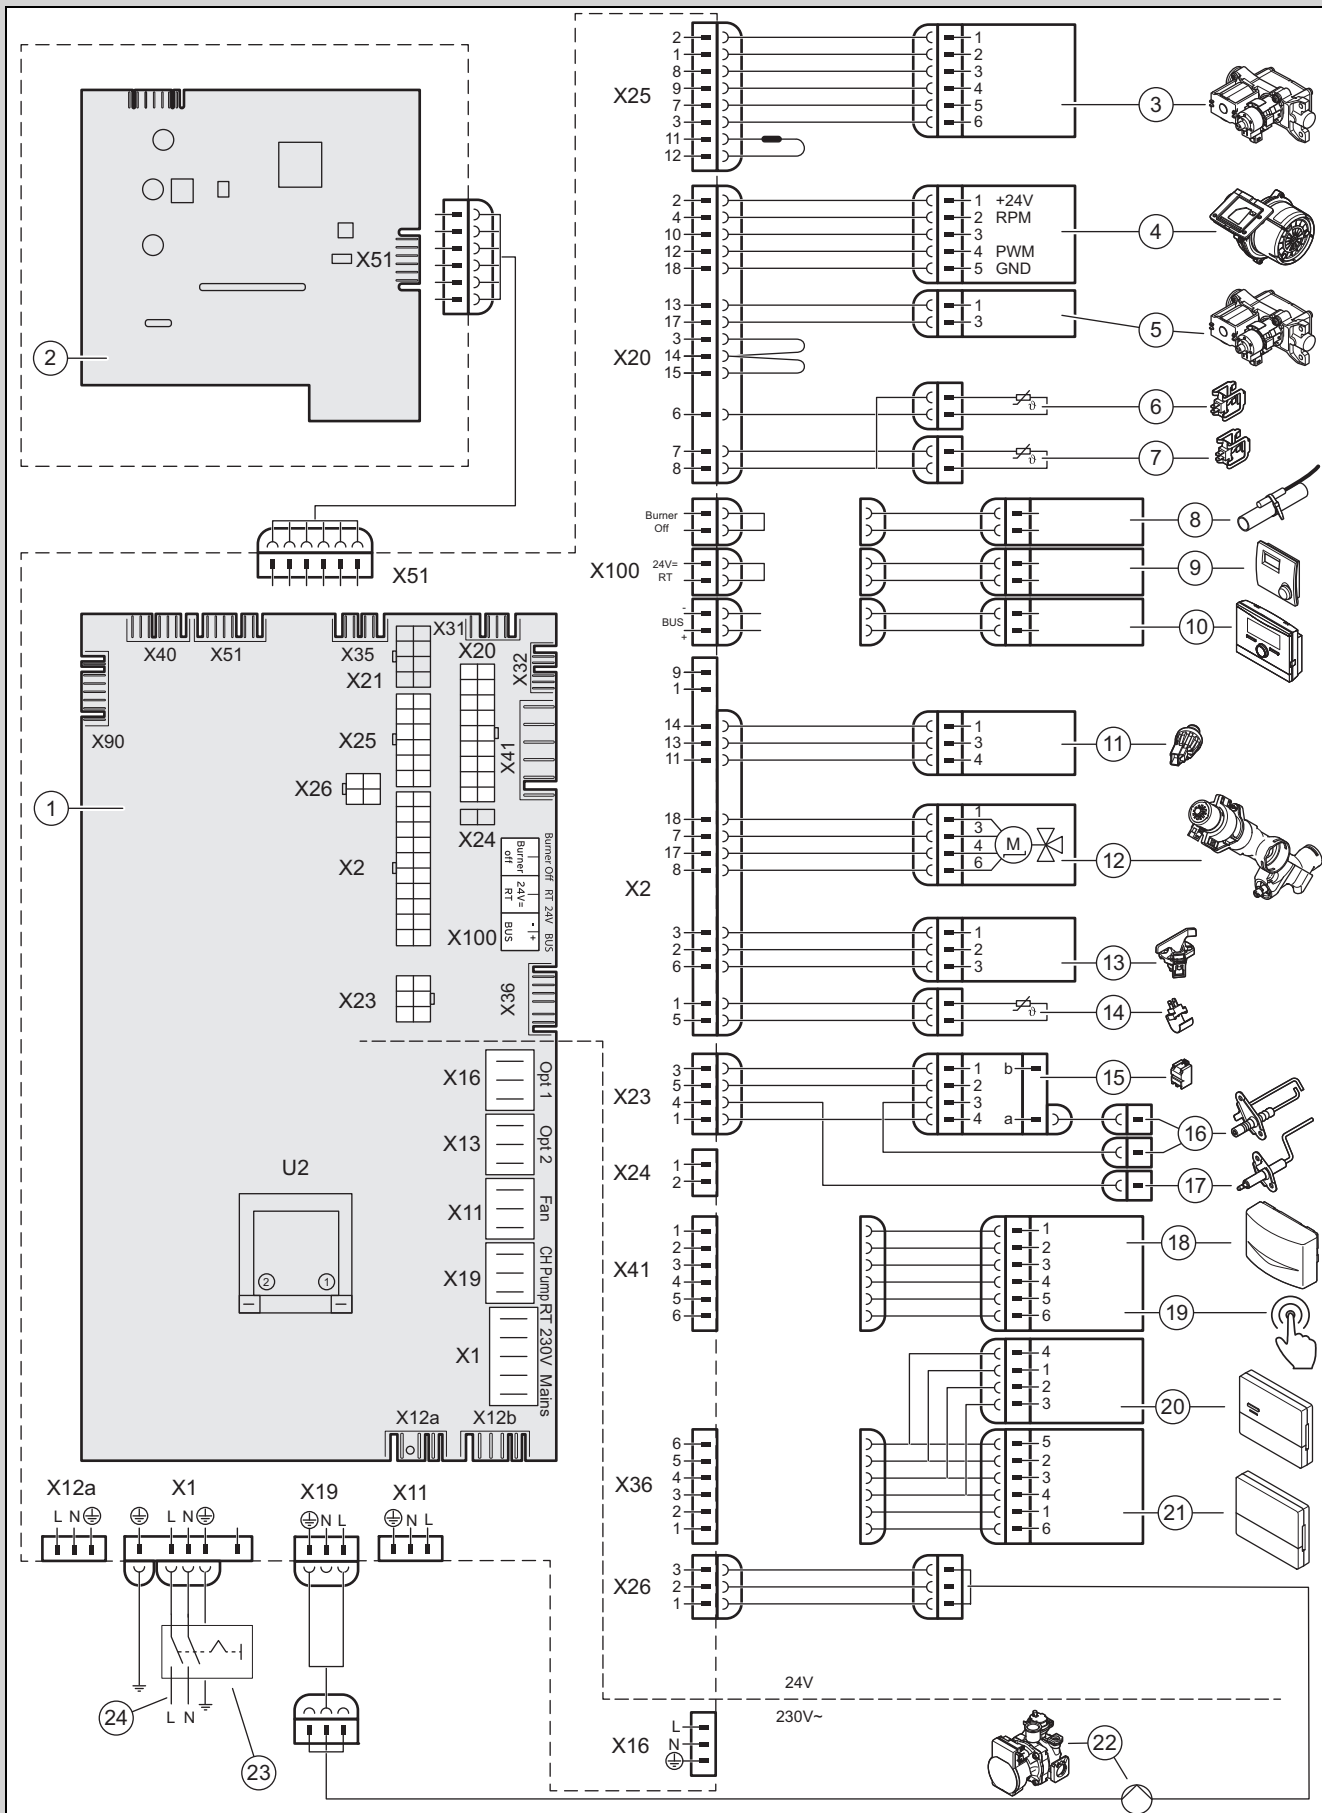 X51
2
X51
X25
2
1
8
9
7
3
11
12
1
2
3
4
5
6
3
X20
2
4
10
12
18
13
17
3
14
15
6
7
8
1 +24V
2 RPM
3
4 PWM
5 GND
4
1
3
5
ϑ
6
ϑ
7
X100
Burner
Off
24V=
RT
-
BUS
+
8
9
10
X40
X51
X35
X31
X20
X32
X21
X90
X25
X41
X26
X24
1
X2
Burner
off
24V=
RT
BUS
- +
Burner Off RT 24V BUS
X100
X23
X36
X16
Opt 1
X13
Opt 2
X11
Fan
X19
CH Pump
X1
RT 230V Mains
U2
2
1
X12a
X12b
X2
9
1
14
13
11
1
3
4
11
18
7
17
8
1
3
4
6
M
12
3
2
6
1
2
3
13
1
5
ϑ
14
X23
3
5
4
1
1
2
3
4
b
a
15
16
17
X24
1
2
X41
1
2
3
4
5
6
1
2
3
4
5
6
18
19
4
1
2
3
20
X36
6
5
4
3
2
1
5
2
3
4
1
6
21
X26
3
2
1
24V
230V~
X16
L
N
22
X12a
L N
X1
L N
X19
N L
X11
N L
24
L N
23